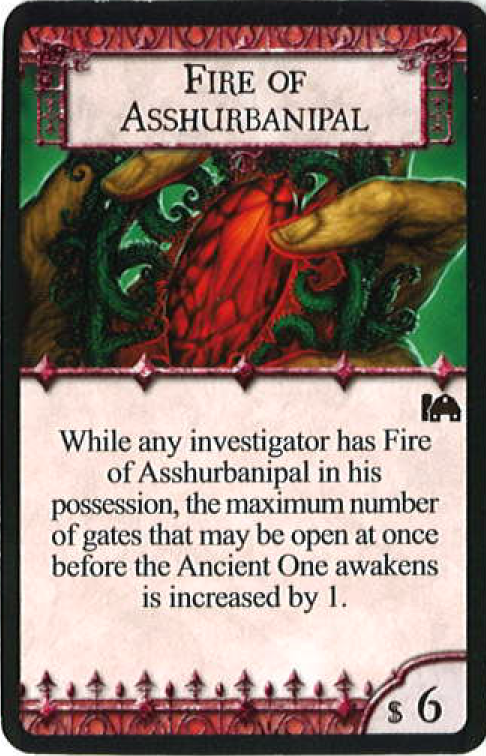 FIRE OF
ASSHURBANIPAL
While any investigator has Fire
of Asshurbanipal in his
possession, the maximum number
of gates that may be open at once
before the Ancient One awakens
is increased by 1.
$ 6